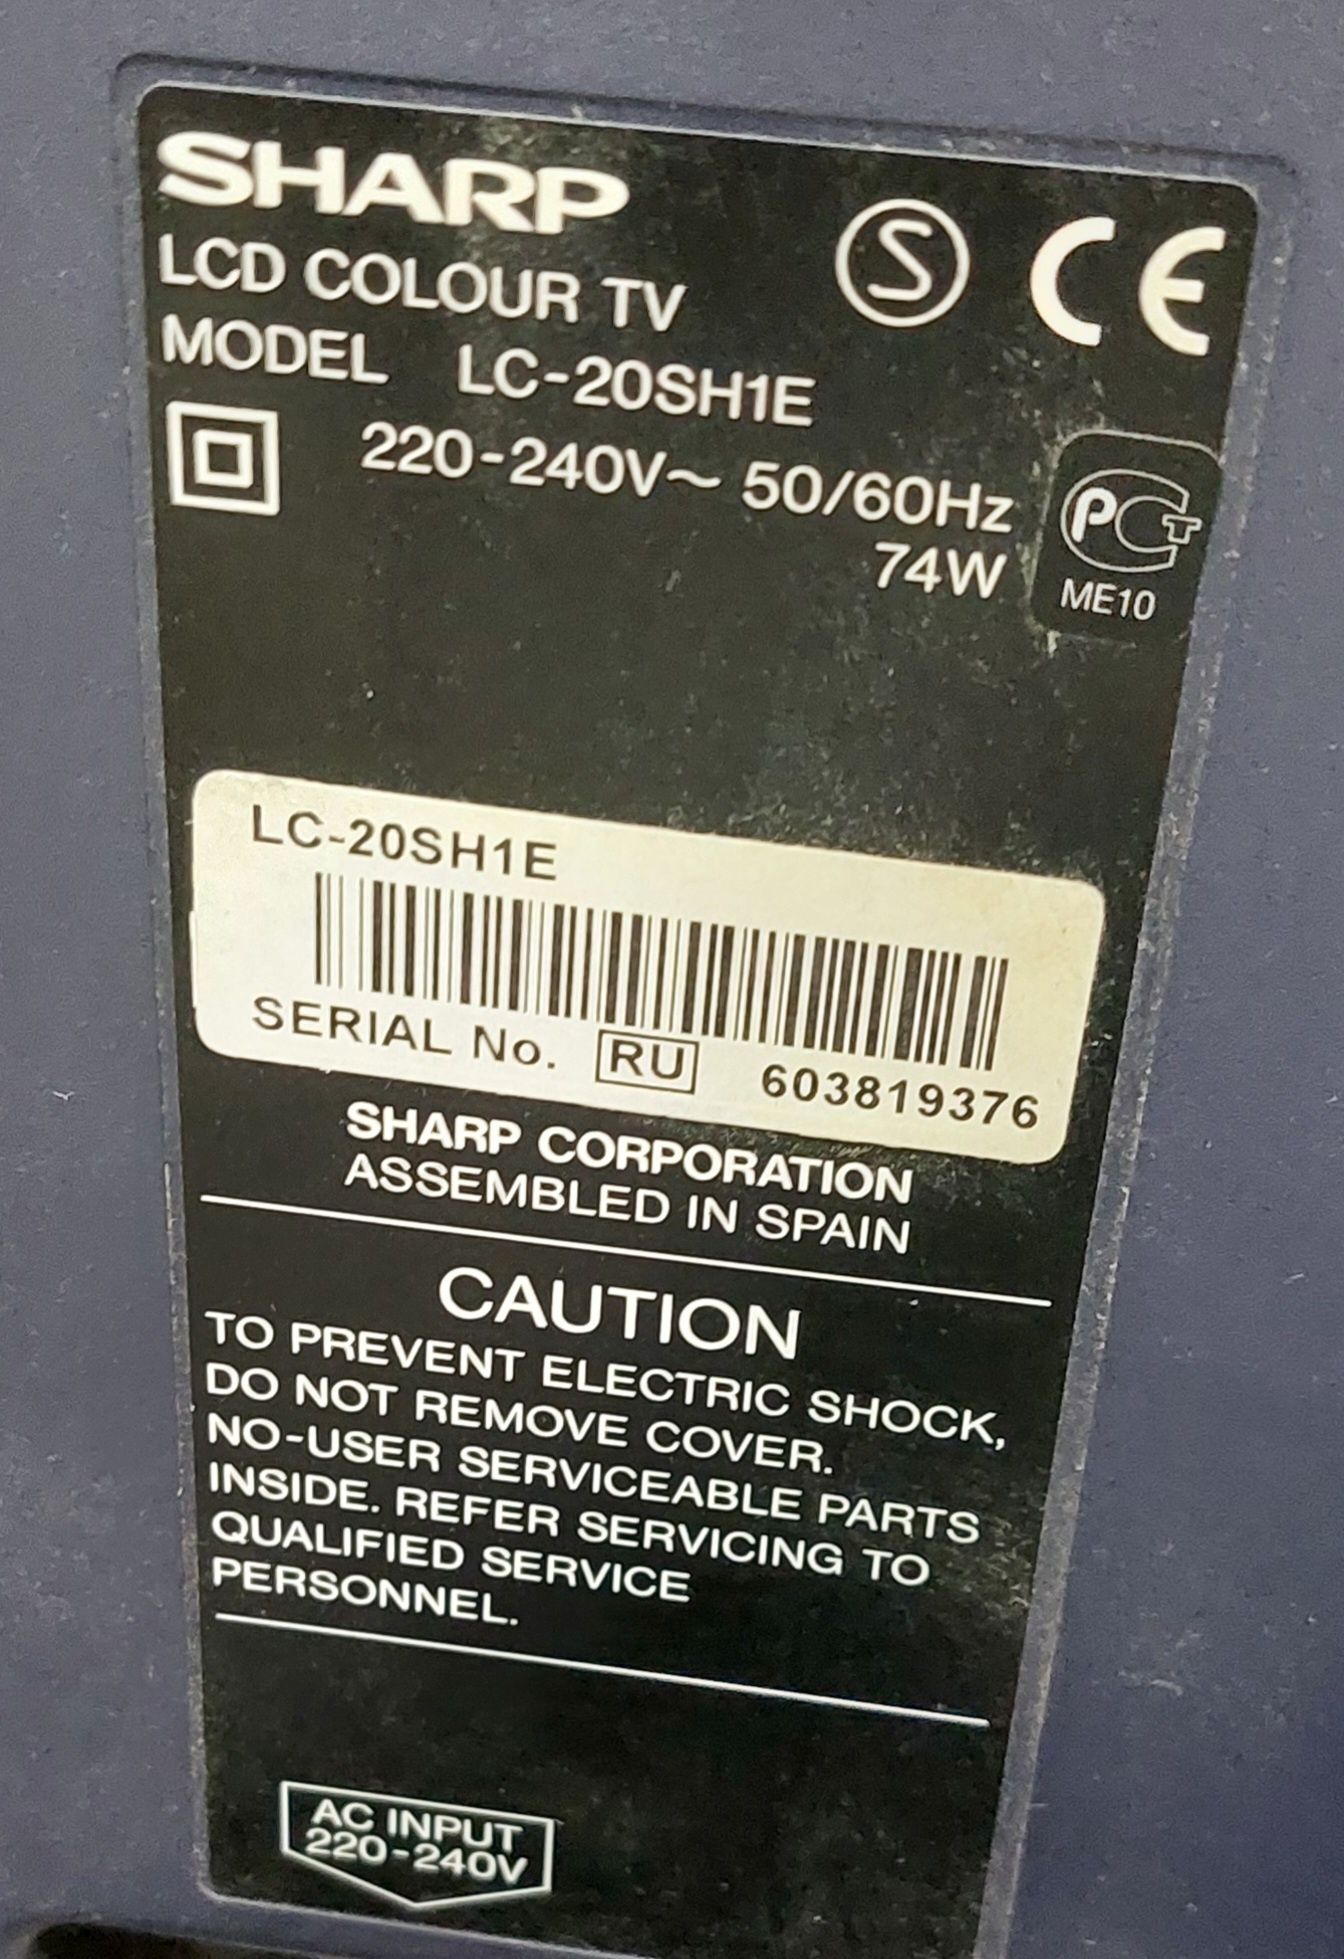 SHARP
LCD COLOUR TV
S CE
MODEL LC-20SH1E
220-240V~ 50/60Hz
74W
PCT
ME10
LC-20SH1E
SERIAL No. RU 603819376
SHARP CORPORATION
ASSEMBLED IN SPAIN
CAUTION
TO PREVENT ELECTRIC SHOCK,
DO NOT REMOVE COVER.
NO-USER SERVICEABLE PARTS
INSIDE. REFER SERVICING TO
QUALIFIED SERVICE
PERSONNEL.
AC INPUT
220-240V